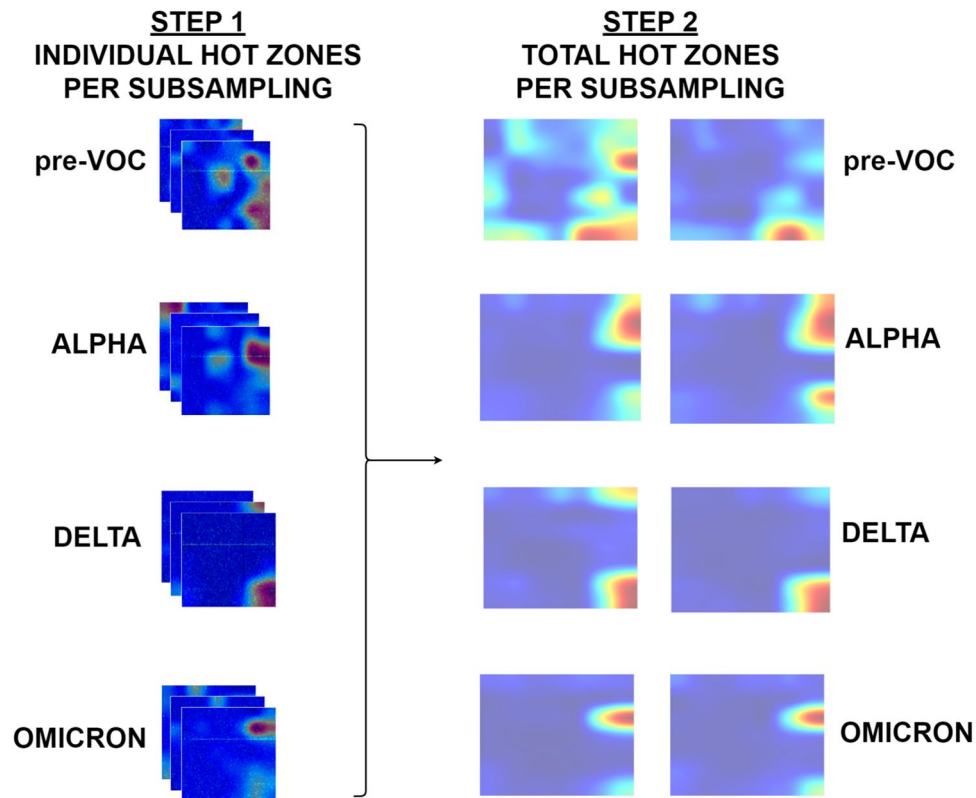 STEP 1
INDIVIDUAL HOT ZONES
PER SUBSAMPLING
STEP 2
TOTAL HOT ZONES
PER SUBSAMPLING
pre-VOC
pre-VOC
ALPHA
ALPHA
DELTA
DELTA
OMICRON
OMICRON